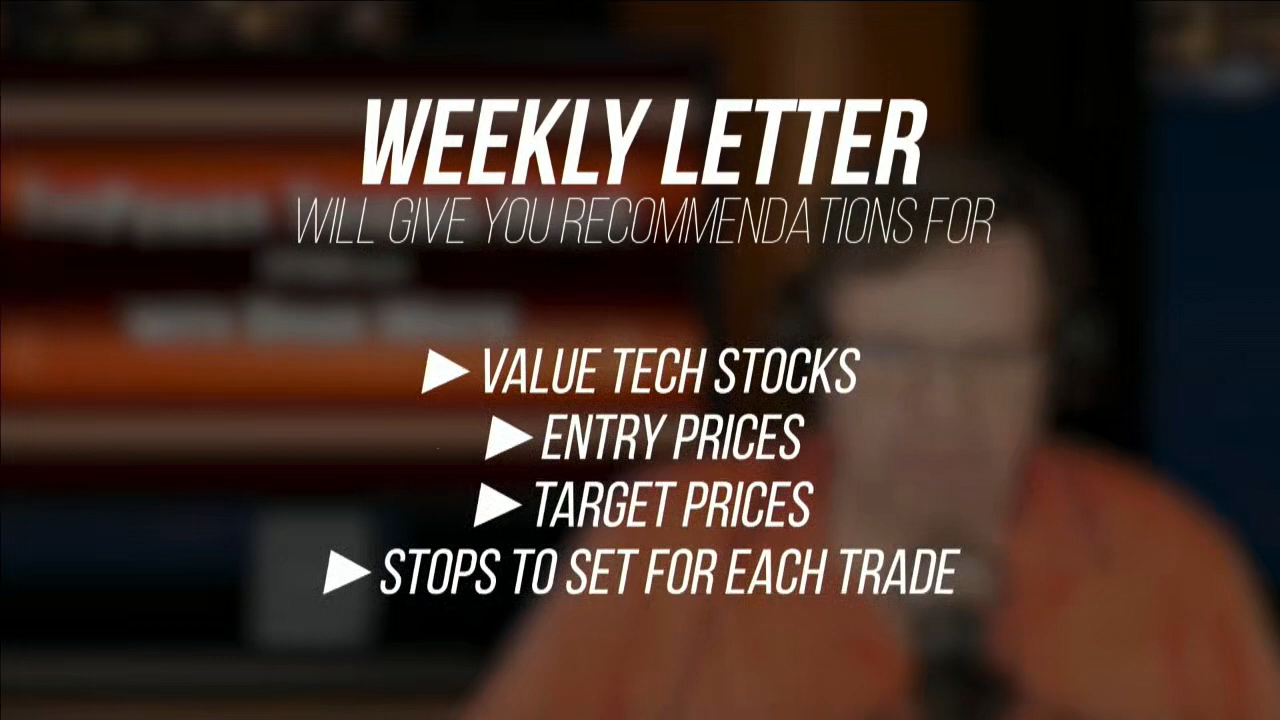 WEEKLY LETTER
WILL GIVE YOU RECOMMENDATIONS FOR
▶ VALUE TECH STOCKS
▶ ENTRY PRICES
▶ TARGET PRICES
▶ STOPS TO SET FOR EACH TRADE